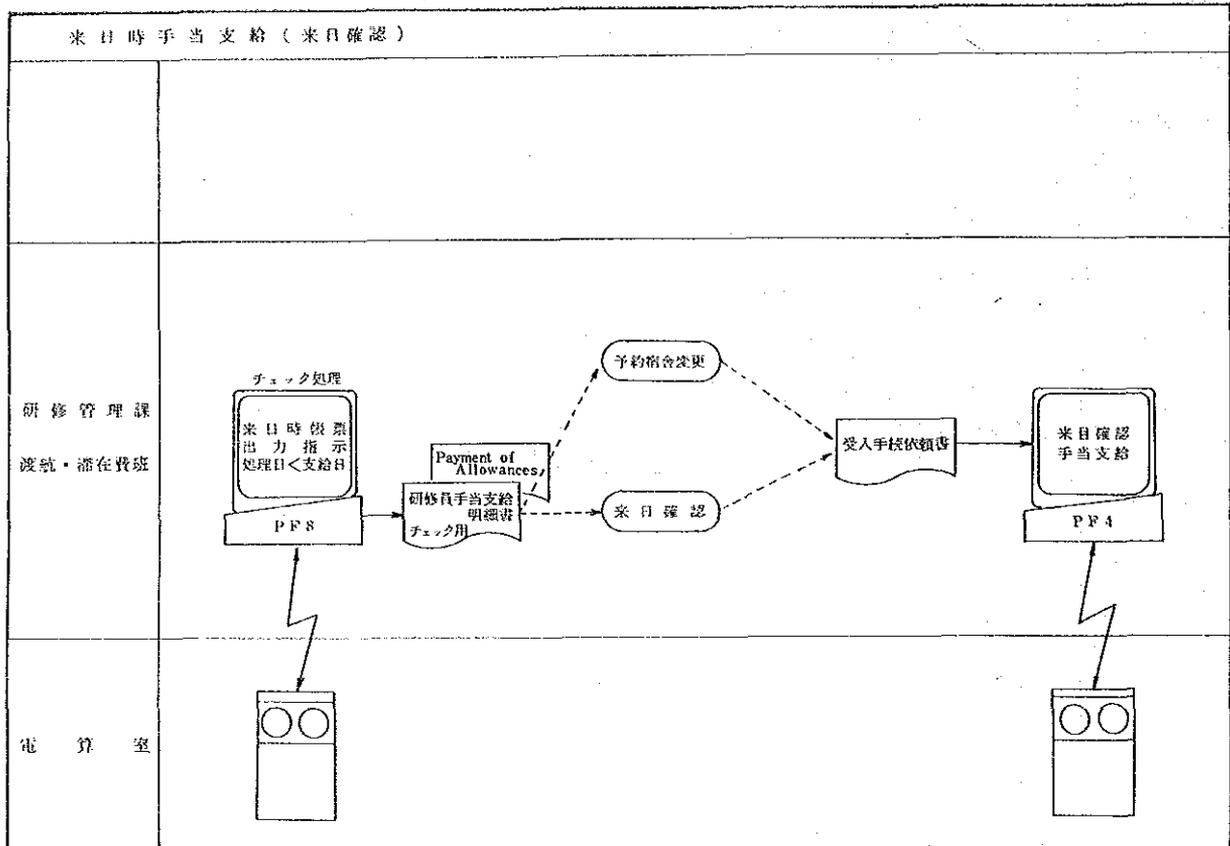 来日時手当支給（来日確認）
研修管理課
渡航・滞在費班
チェック処理
来日時帳票
出力指示
処理日＜支給日
PF8
Payment of
Allowances
研修員手当支給
明細書
チェック用
予約宿舎変更
来日確認
受入手続依頼書
来日確認
手当支給
PF4
電算室